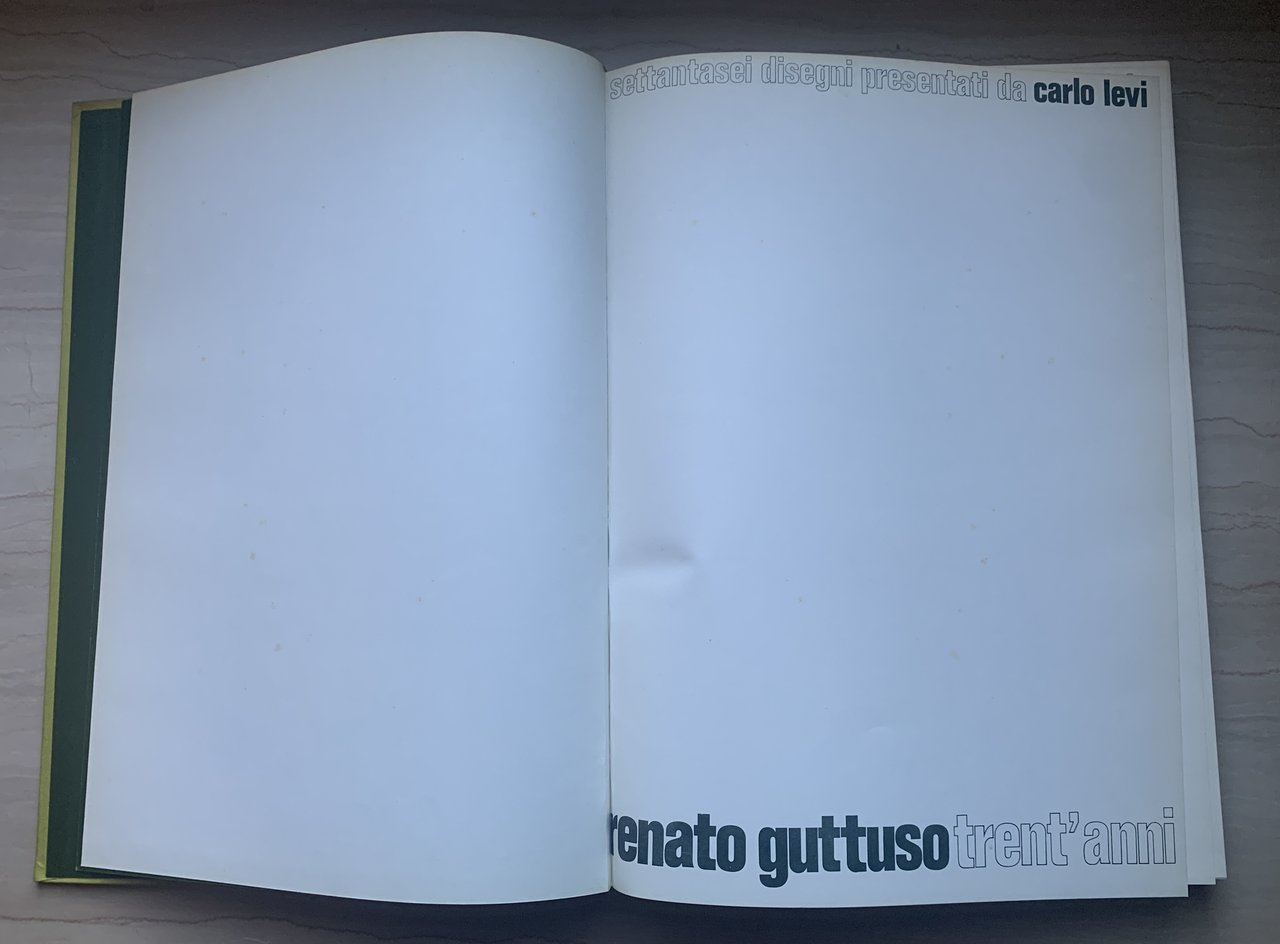 settantasei disegni presentati da carlo levi
renato guttuso trent'anni